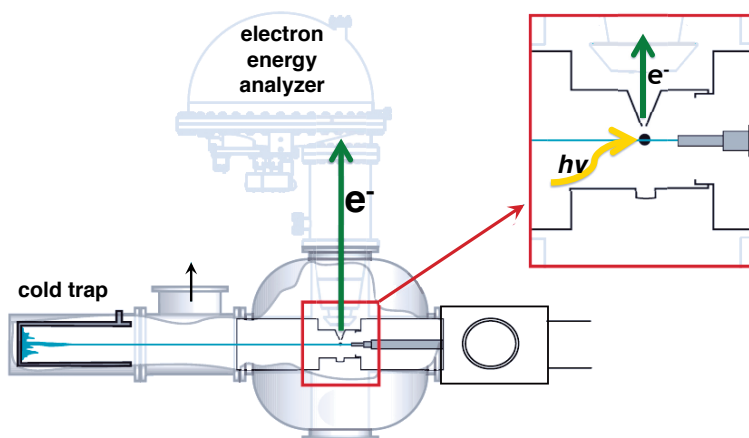 electron
energy
analyzer
e-
e-
hν
cold trap